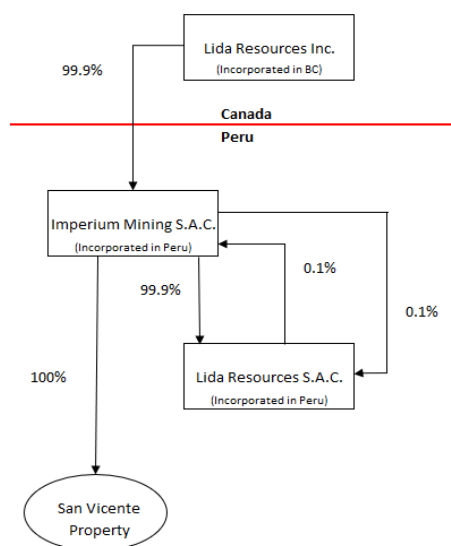 Lida Resources Inc.
(Incorporated in BC)
99.9%
Canada
Peru
Imperium Mining S.A.C.
(Incorporated in Peru)
0.1%
99.9%
0.1%
Lida Resources S.A.C.
(Incorporated in Peru)
100%
San Vicente
Property